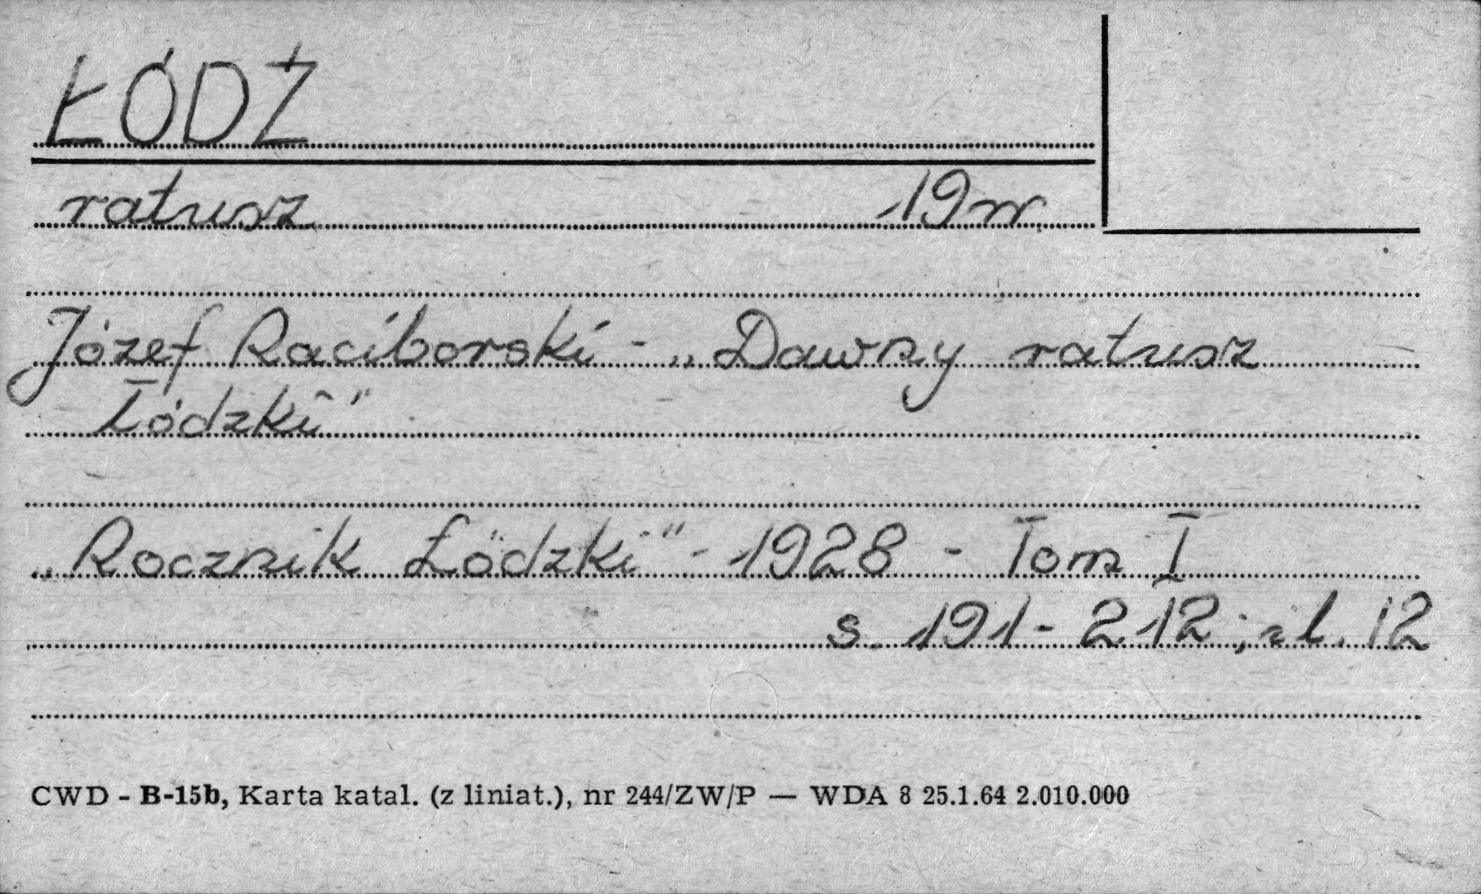 ŁÓDŹ
ratusz 19 w
Józef Raciborski - „Dawny ratusz
Łódzki"
„Rocznik Łódzki" - 1928 - Tom I
s. 191-212; il. 12
CWD - B-15b, Karta katal. (z liniat.), nr 244/ZW/P — WDA 8 25.1.64 2.010.000